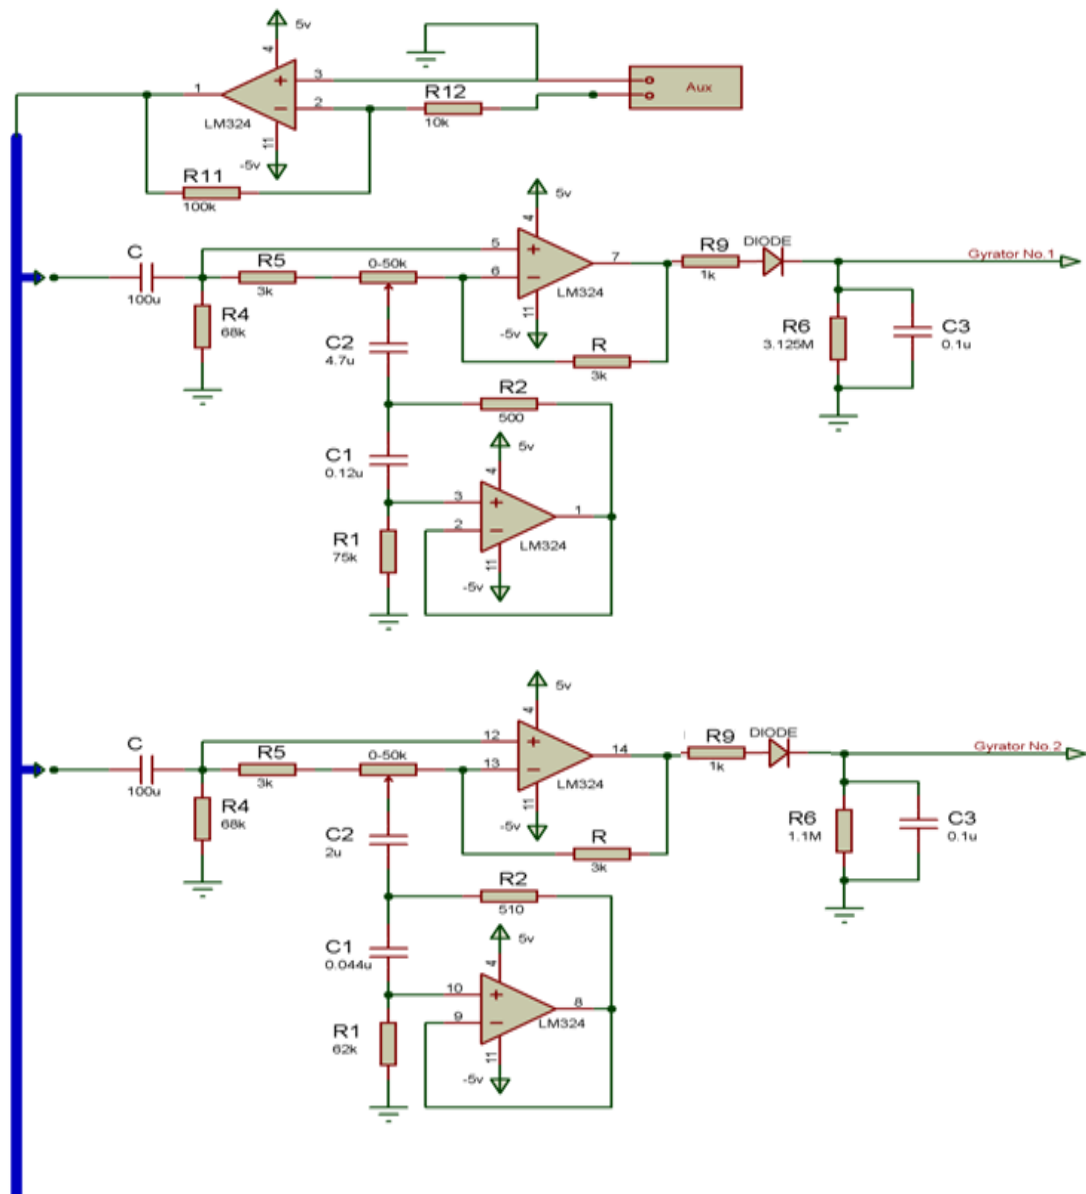 5v
4
3
1
2
LM324
11
-5v
R12
10k
Aux
R11
100k
5v
4
C
100u
R5
3k
0-50k
5
6
7
LM324
11
-5v
R9
1k
DIODE
Gyrator No.1
R4
68k
C2
4.7u
R
3k
R6
3.125M
C3
0.1u
R2
500
5v
4
C1
0.12u
3
2
1
LM324
11
-5v
R1
75k
5v
4
C
100u
R5
3k
0-50k
12
13
14
LM324
11
-5v
R9
1k
DIODE
Gyrator No.2
R4
68k
C2
2u
R
3k
R6
1.1M
C3
0.1u
R2
510
5v
4
C1
0.044u
10
9
8
LM324
11
-5v
R1
62k